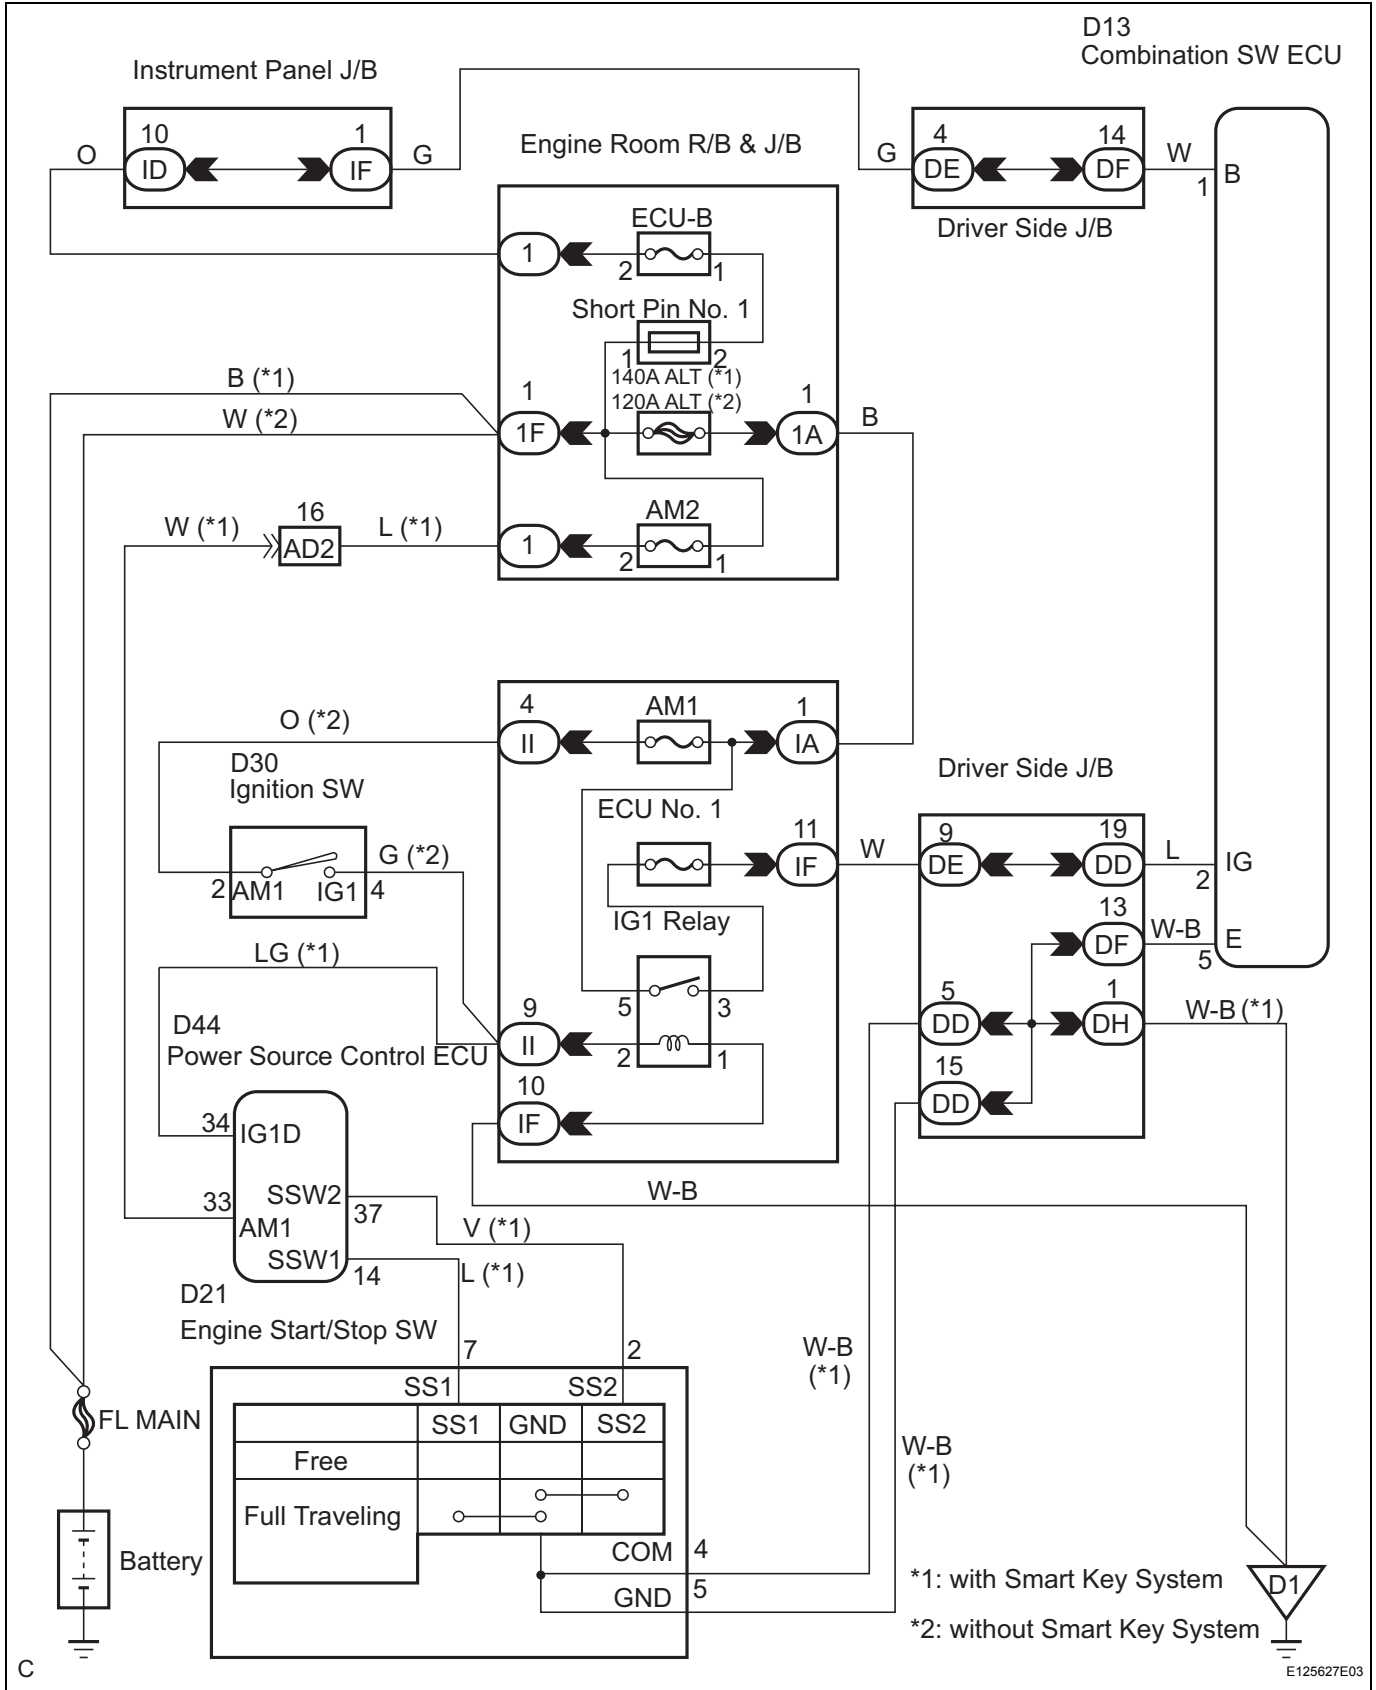 D13
Combination SW ECU
Instrument Panel J/B
10
1
4
14
O
ID
IF
G
Engine Room R/B & J/B
G
DE
DF
W
1
B
Driver Side J/B
ECU-B
1
2
1
Short Pin No. 1
1
2
B (*1)
140A ALT (*1)
W (*2)
1
120A ALT (*2)
1
1F
1A
B
W (*1)
16
AD2
L (*1)
AM2
1
2
1
4
AM1
1
O (*2)
II
IA
D30
Ignition SW
Driver Side J/B
ECU No. 1
11
9
19
G (*2)
IF
W
DE
DD
L
2
IG
2
AM1
IG1
4
IG1 Relay
13
DF
W-B
5
E
LG (*1)
9
5
3
5
1
W-B (*1)
D44
Power Source Control ECU
II
2
1
DD
DH
10
15
34
IG1D
IF
DD
33
AM1
SSW2
37
W-B
V (*1)
SSW1
14
L (*1)
D21
Engine Start/Stop SW
7
2
W-B
(*1)
SS1
SS2
FL MAIN
SS1
GND
SS2
Free
W-B
(*1)
Full Traveling
Battery
COM
4
GND
5
*1: with Smart Key System
D1
*2: without Smart Key System
C
E125627E03